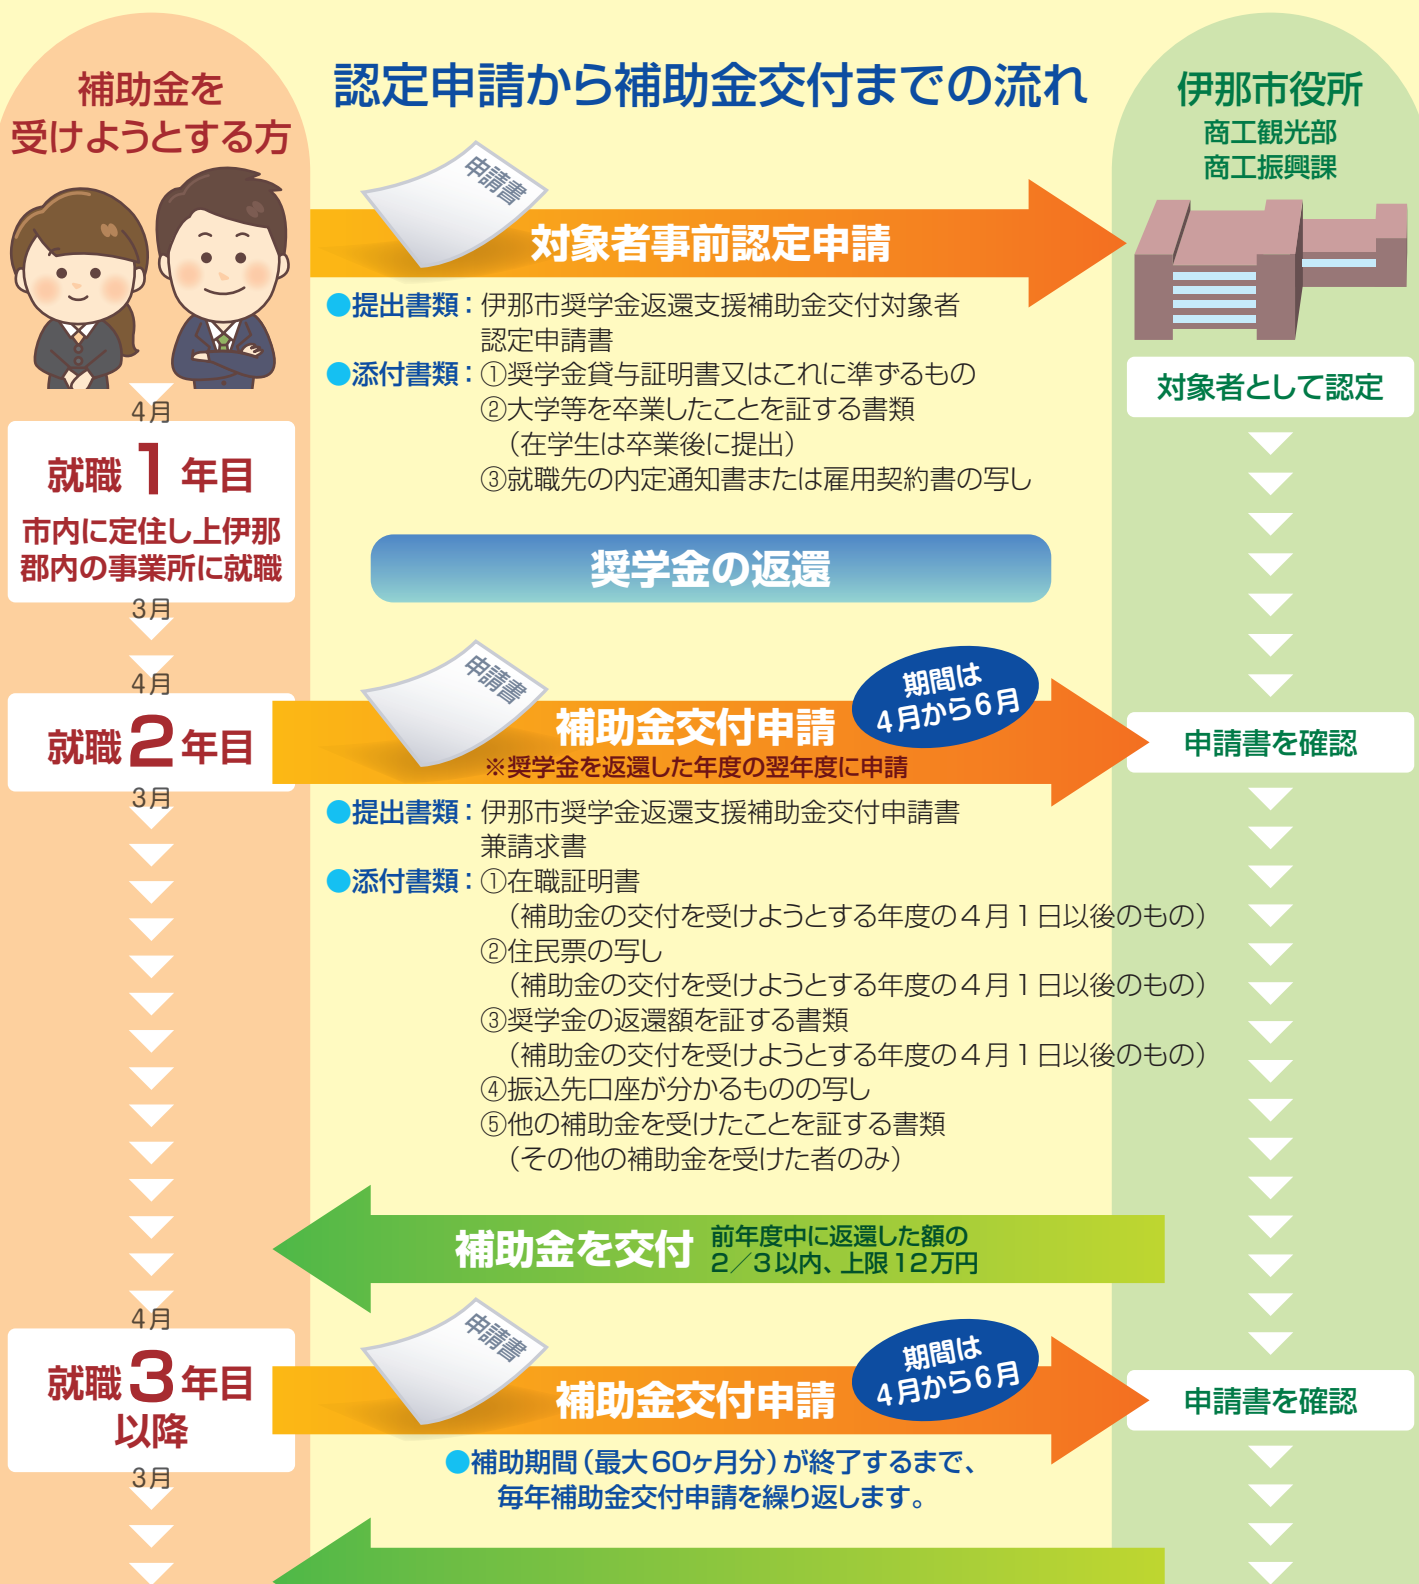 認定申請から補助金交付までの流れ
補助金を
受けようとする方
伊那市役所
商工観光部
商工振興課
申請書
対象者事前認定申請
●提出書類：伊那市奨学金返還支援補助金交付対象者
認定申請書
●添付書類：①奨学金貸与証明書又はこれに準ずるもの
②大学等を卒業したことを証する書類
（在学生は卒業後に提出）
③就職先の内定通知書または雇用契約書の写し
対象者として認定
4月
就職1年目
市内に定住し上伊那
郡内の事業所に就職
3月
奨学金の返還
4月
就職2年目
3月
申請書
補助金交付申請
※奨学金を返還した年度の翌年度に申請
期間は
4月から6月
申請書を確認
●提出書類：伊那市奨学金返還支援補助金交付申請書
兼請求書
●添付書類：①在職証明書
（補助金の交付を受けようとする年度の4月1日以後のもの）
②住民票の写し
（補助金の交付を受けようとする年度の4月1日以後のもの）
③奨学金の返還額を証する書類
（補助金の交付を受けようとする年度の4月1日以後のもの）
④振込先口座が分かるものの写し
⑤他の補助金を受けたことを証する書類
（その他の補助金を受けた者のみ）
補助金を交付
前年度中に返還した額の
2／3以内、上限12万円
4月
就職3年目
以降
3月
申請書
補助金交付申請
期間は
4月から6月
申請書を確認
●補助期間（最大60ヶ月分）が終了するまで、
毎年補助金交付申請を繰り返します。